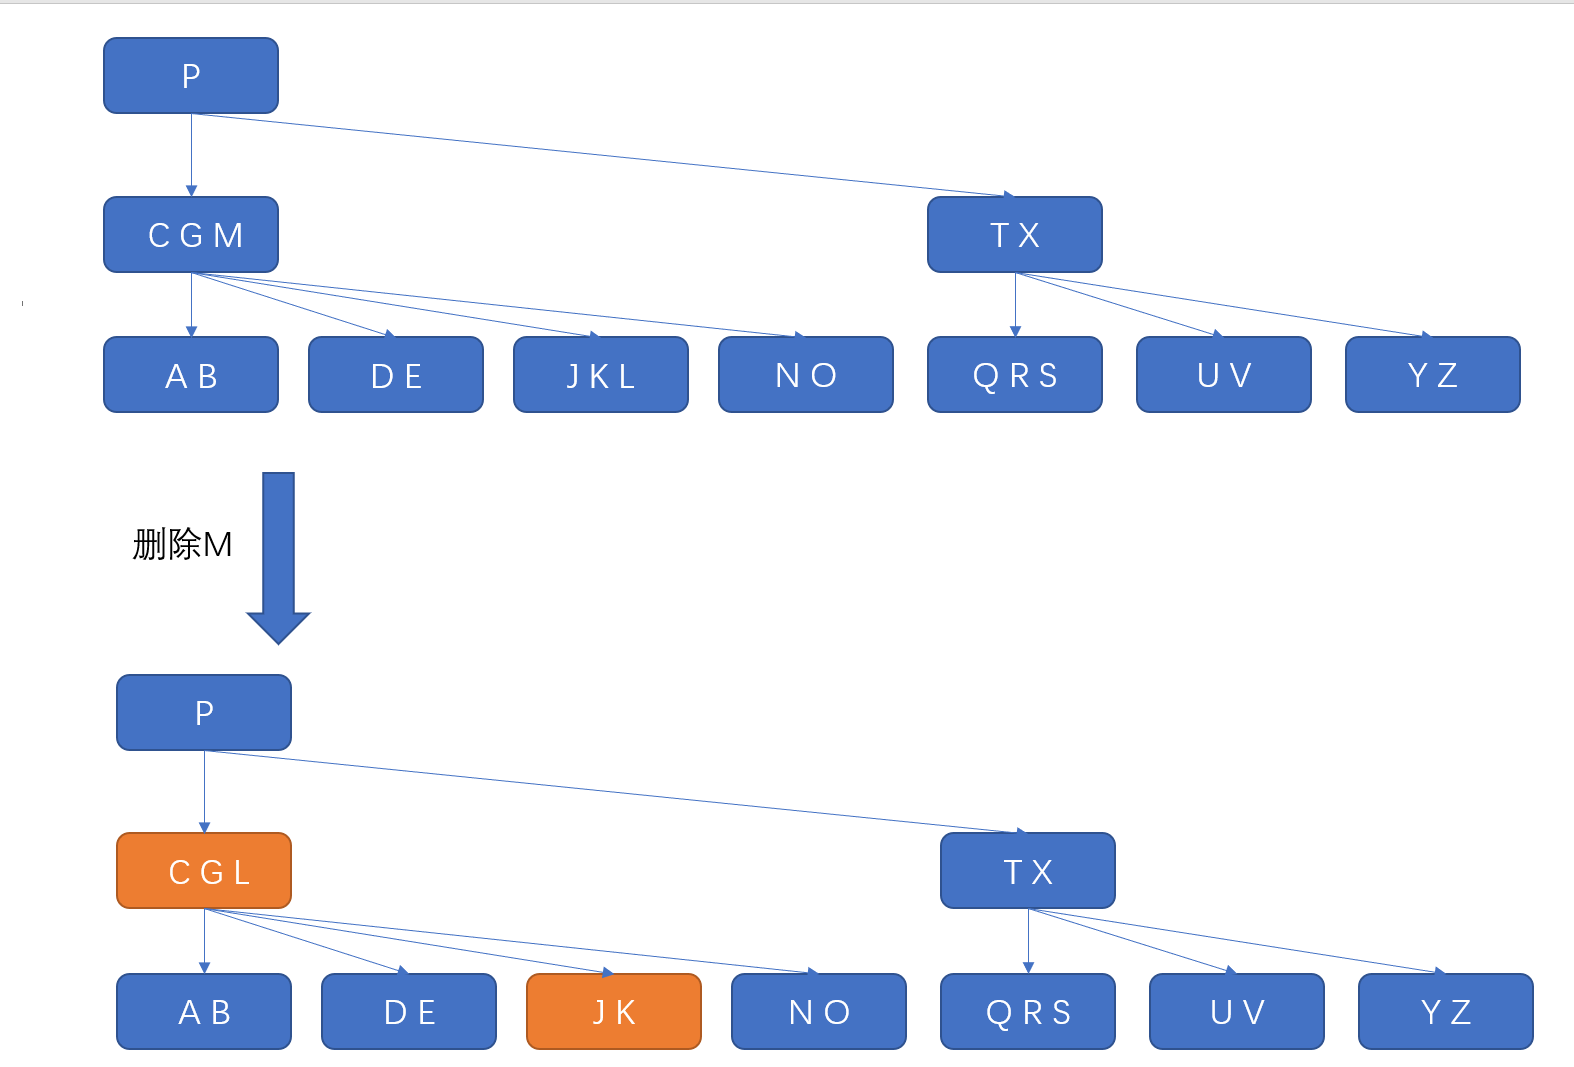 P
C G M
T X
A B
D E
J K L
N O
Q R S
U V
Y Z
删除M
P
C G L
T X
A B
D E
J K
N O
Q R S
U V
Y Z